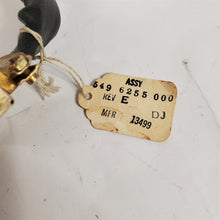 ASSY
549 6255 000
REV E
MFR 13499 DJ